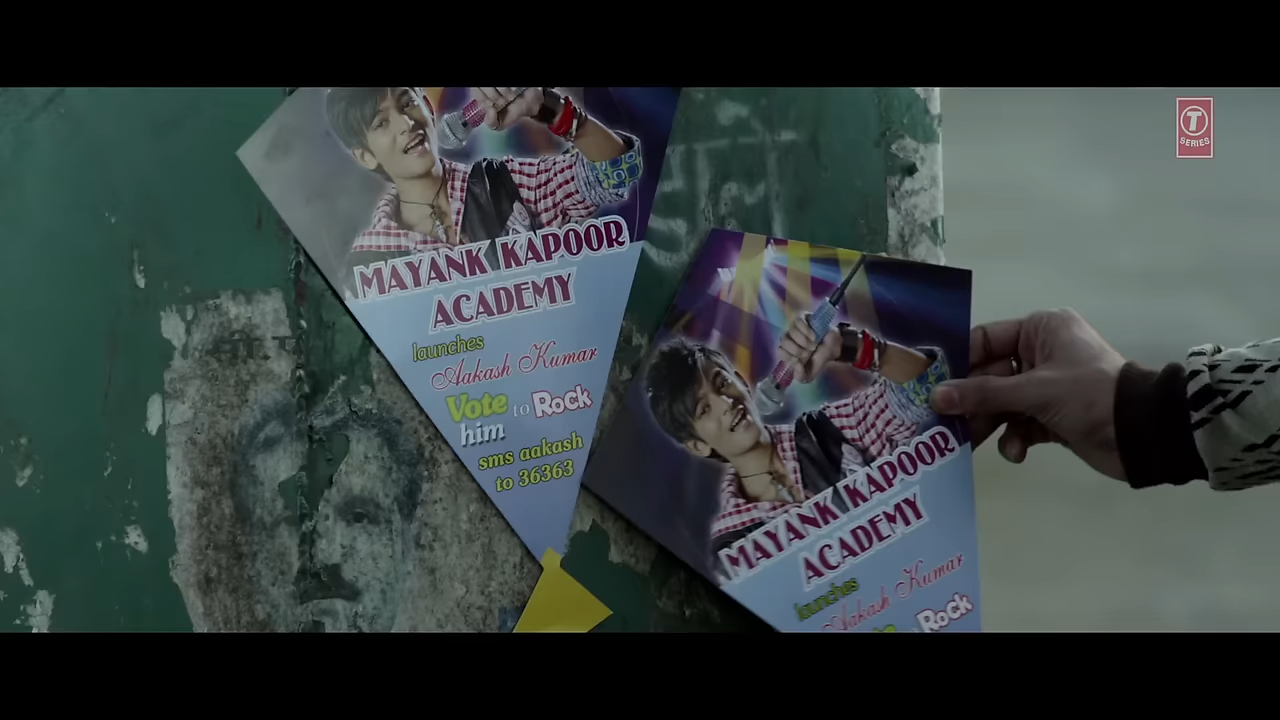 T
SERIES
MAYANK KAPOOR
ACADEMY
launches
Aakash Kumar
Vote to Rock
him
sms aakash
to 36363
MAYANK KAPOOR
ACADEMY
launches
Aakash Kumar
Rock